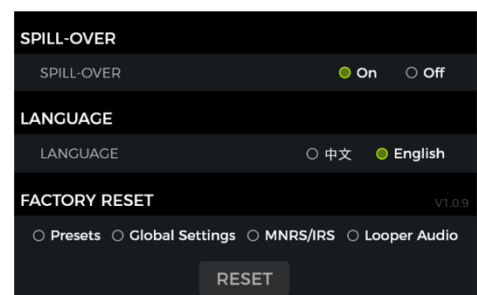 SPILL-OVER
SPILL-OVER On Off
LANGUAGE
LANGUAGE 中文 English
FACTORY RESET V1.0.9
Presets Global Settings MNRS/IRS Looper Audio
RESET